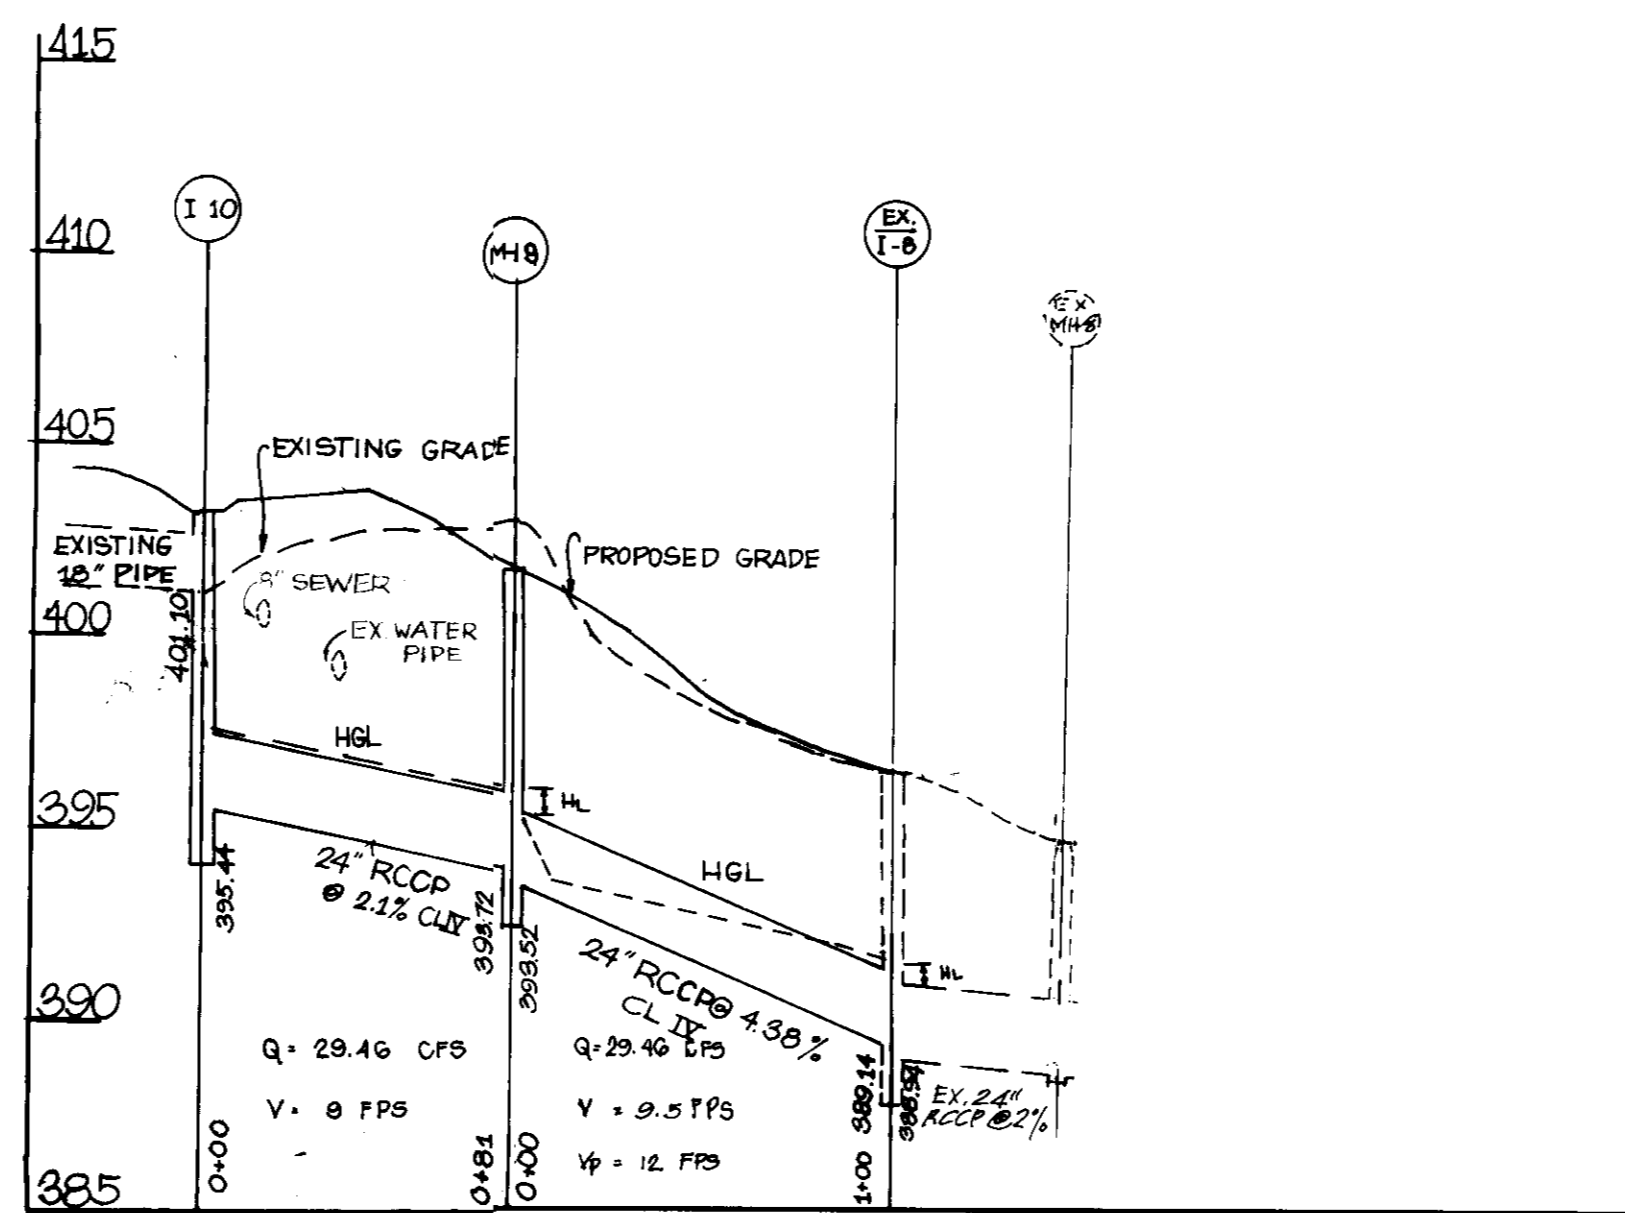 415
410
405
400
395
390
385
I 10
MH 9
EX.
I-8
EX
MH8
EXISTING GRADE
EXISTING
18" PIPE
8" SEWER
EX. WATER
PIPE
PROPOSED GRADE
401.10
HGL
HL
HGL
HL
395.44
24" RCCP
@ 2.1% CL IV
393.72
393.52
24" RCCP @ 4.38%
CL IV
389.14
388.94
EX. 24"
RCCP @ 2%
Q= 29.46 CFS
V= 9 FPS
Q=29.46 CFS
V = 9.5 FPS
Vp = 12 FPS
0+00
0+81
0+00
1+00